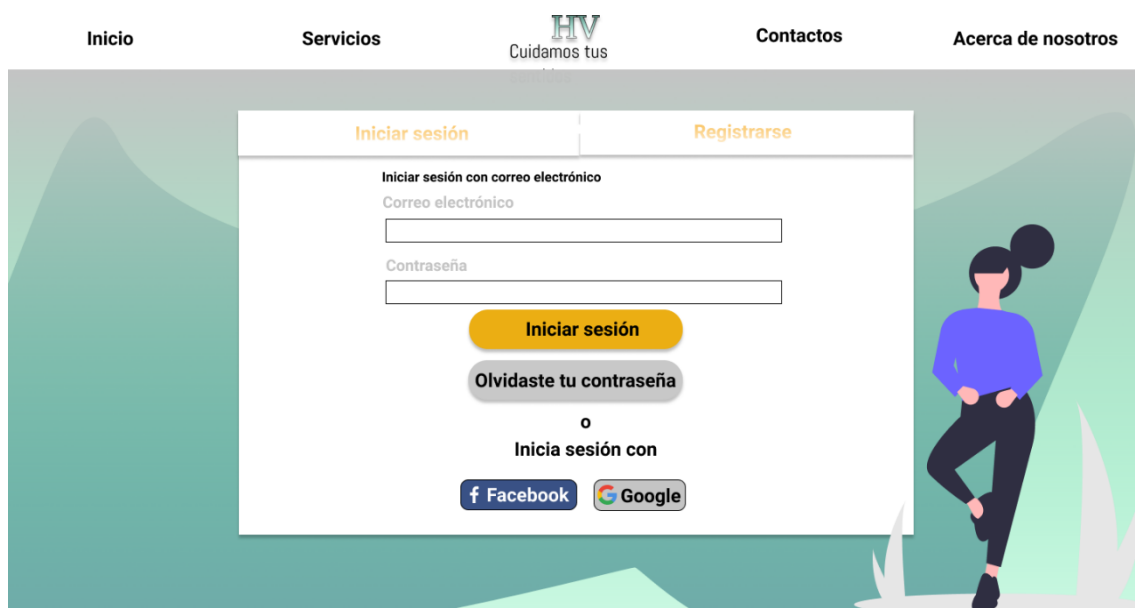 Inicio
Servicios
HV
Cuidamos tus
Contactos
Acerca de nosotros
Iniciar sesión
Registrarse
Iniciar sesión con correo electrónico
Correo electrónico
Contraseña
Iniciar sesión
Olvidaste tu contraseña
o
Inicia sesión con
f Facebook
G Google